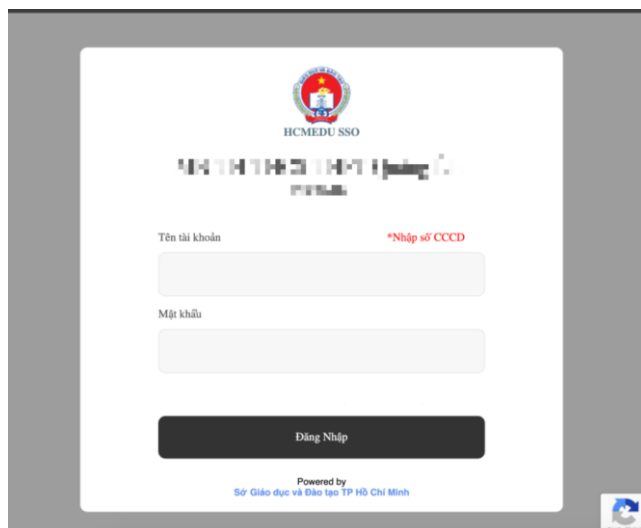 HCMEDU SSO
Tên tài khoản *Nhập số CCCD
Mật khẩu
Đăng Nhập
Powered by
Sở Giáo dục và Đào tạo TP Hồ Chí Minh